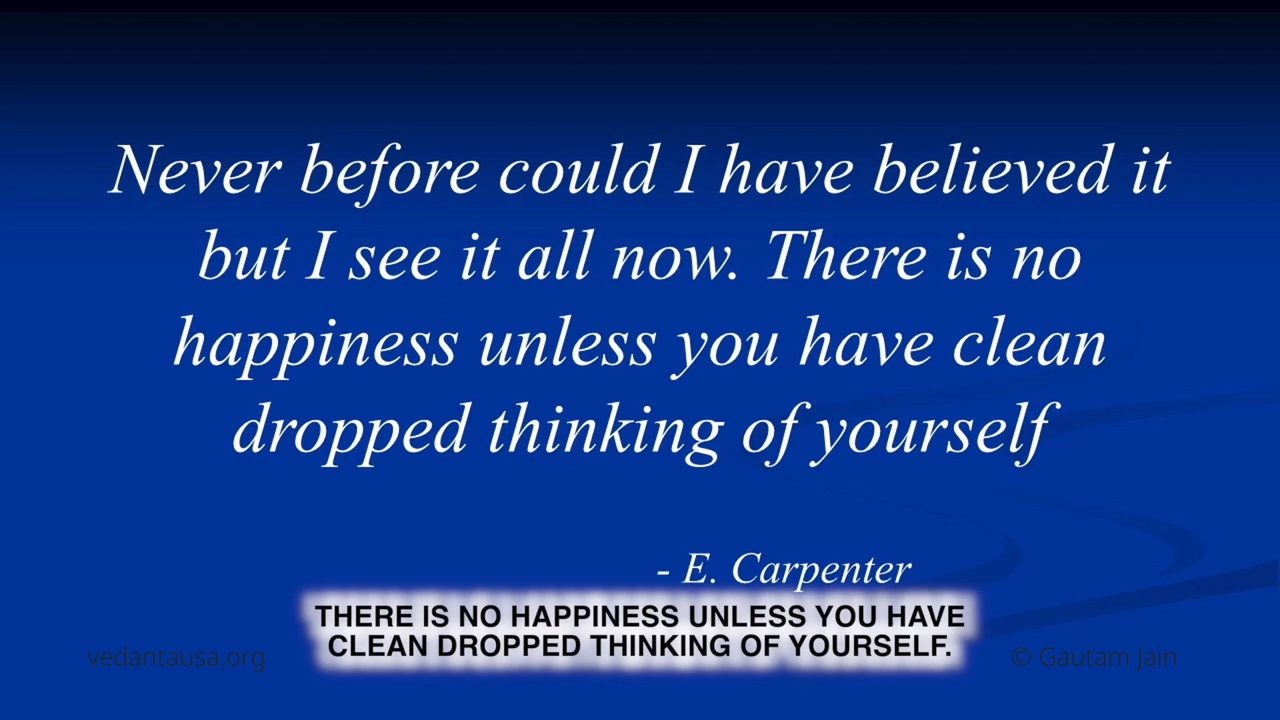 Never before could I have believed it
but I see it all now. There is no
happiness unless you have clean
dropped thinking of yourself
- E. Carpenter
THERE IS NO HAPPINESS UNLESS YOU HAVE
CLEAN DROPPED THINKING OF YOURSELF.
vedantausa.org
© Gautam Jain